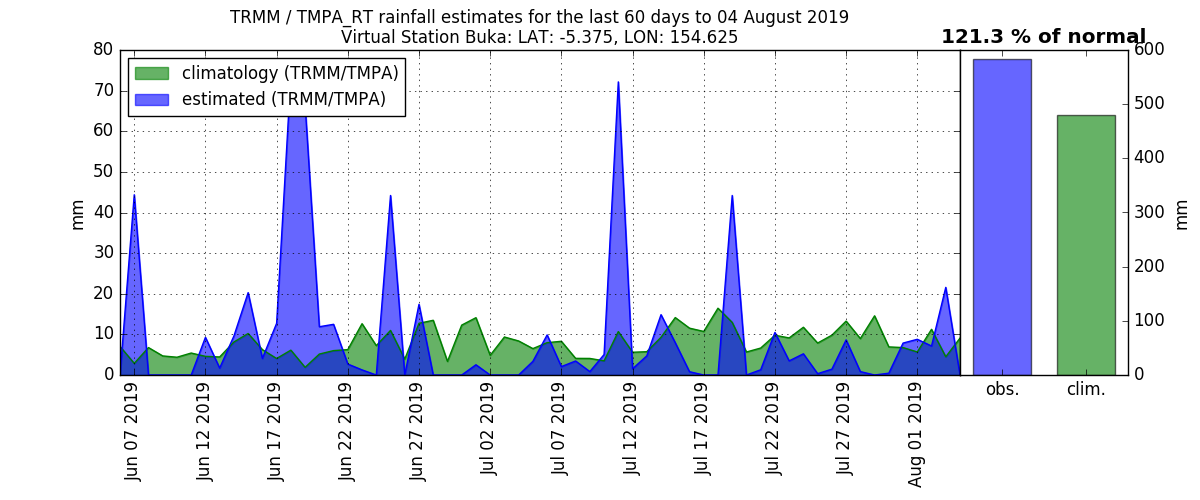 TRMM / TMPA_RT rainfall estimates for the last 60 days to 04 August 2019
Virtual Station Buka: LAT: -5.375, LON: 154.625
121.3 % of normal
climatology (TRMM/TMPA)
estimated (TRMM/TMPA)
80
70
60
50
40
30
20
10
0
mm
Jun 07 2019
Jun 12 2019
Jun 17 2019
Jun 22 2019
Jun 27 2019
Jul 02 2019
Jul 07 2019
Jul 12 2019
Jul 17 2019
Jul 22 2019
Jul 27 2019
Aug 01 2019
obs.
clim.
600
500
400
300
200
100
0
mm